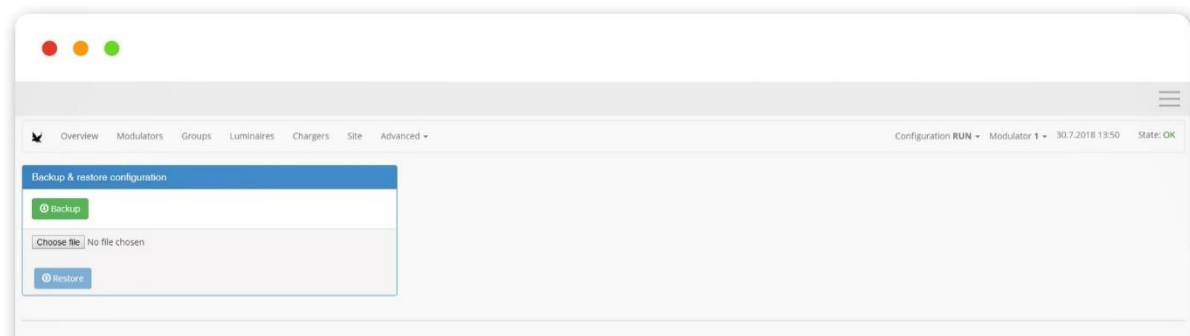 Overview Modulators Groups Luminaires Chargers Site Advanced Configuration RUN Modulator 1 30.7.2018 13:50 State: OK
Backup & restore configuration
Backup
Choose file No file chosen
Restore